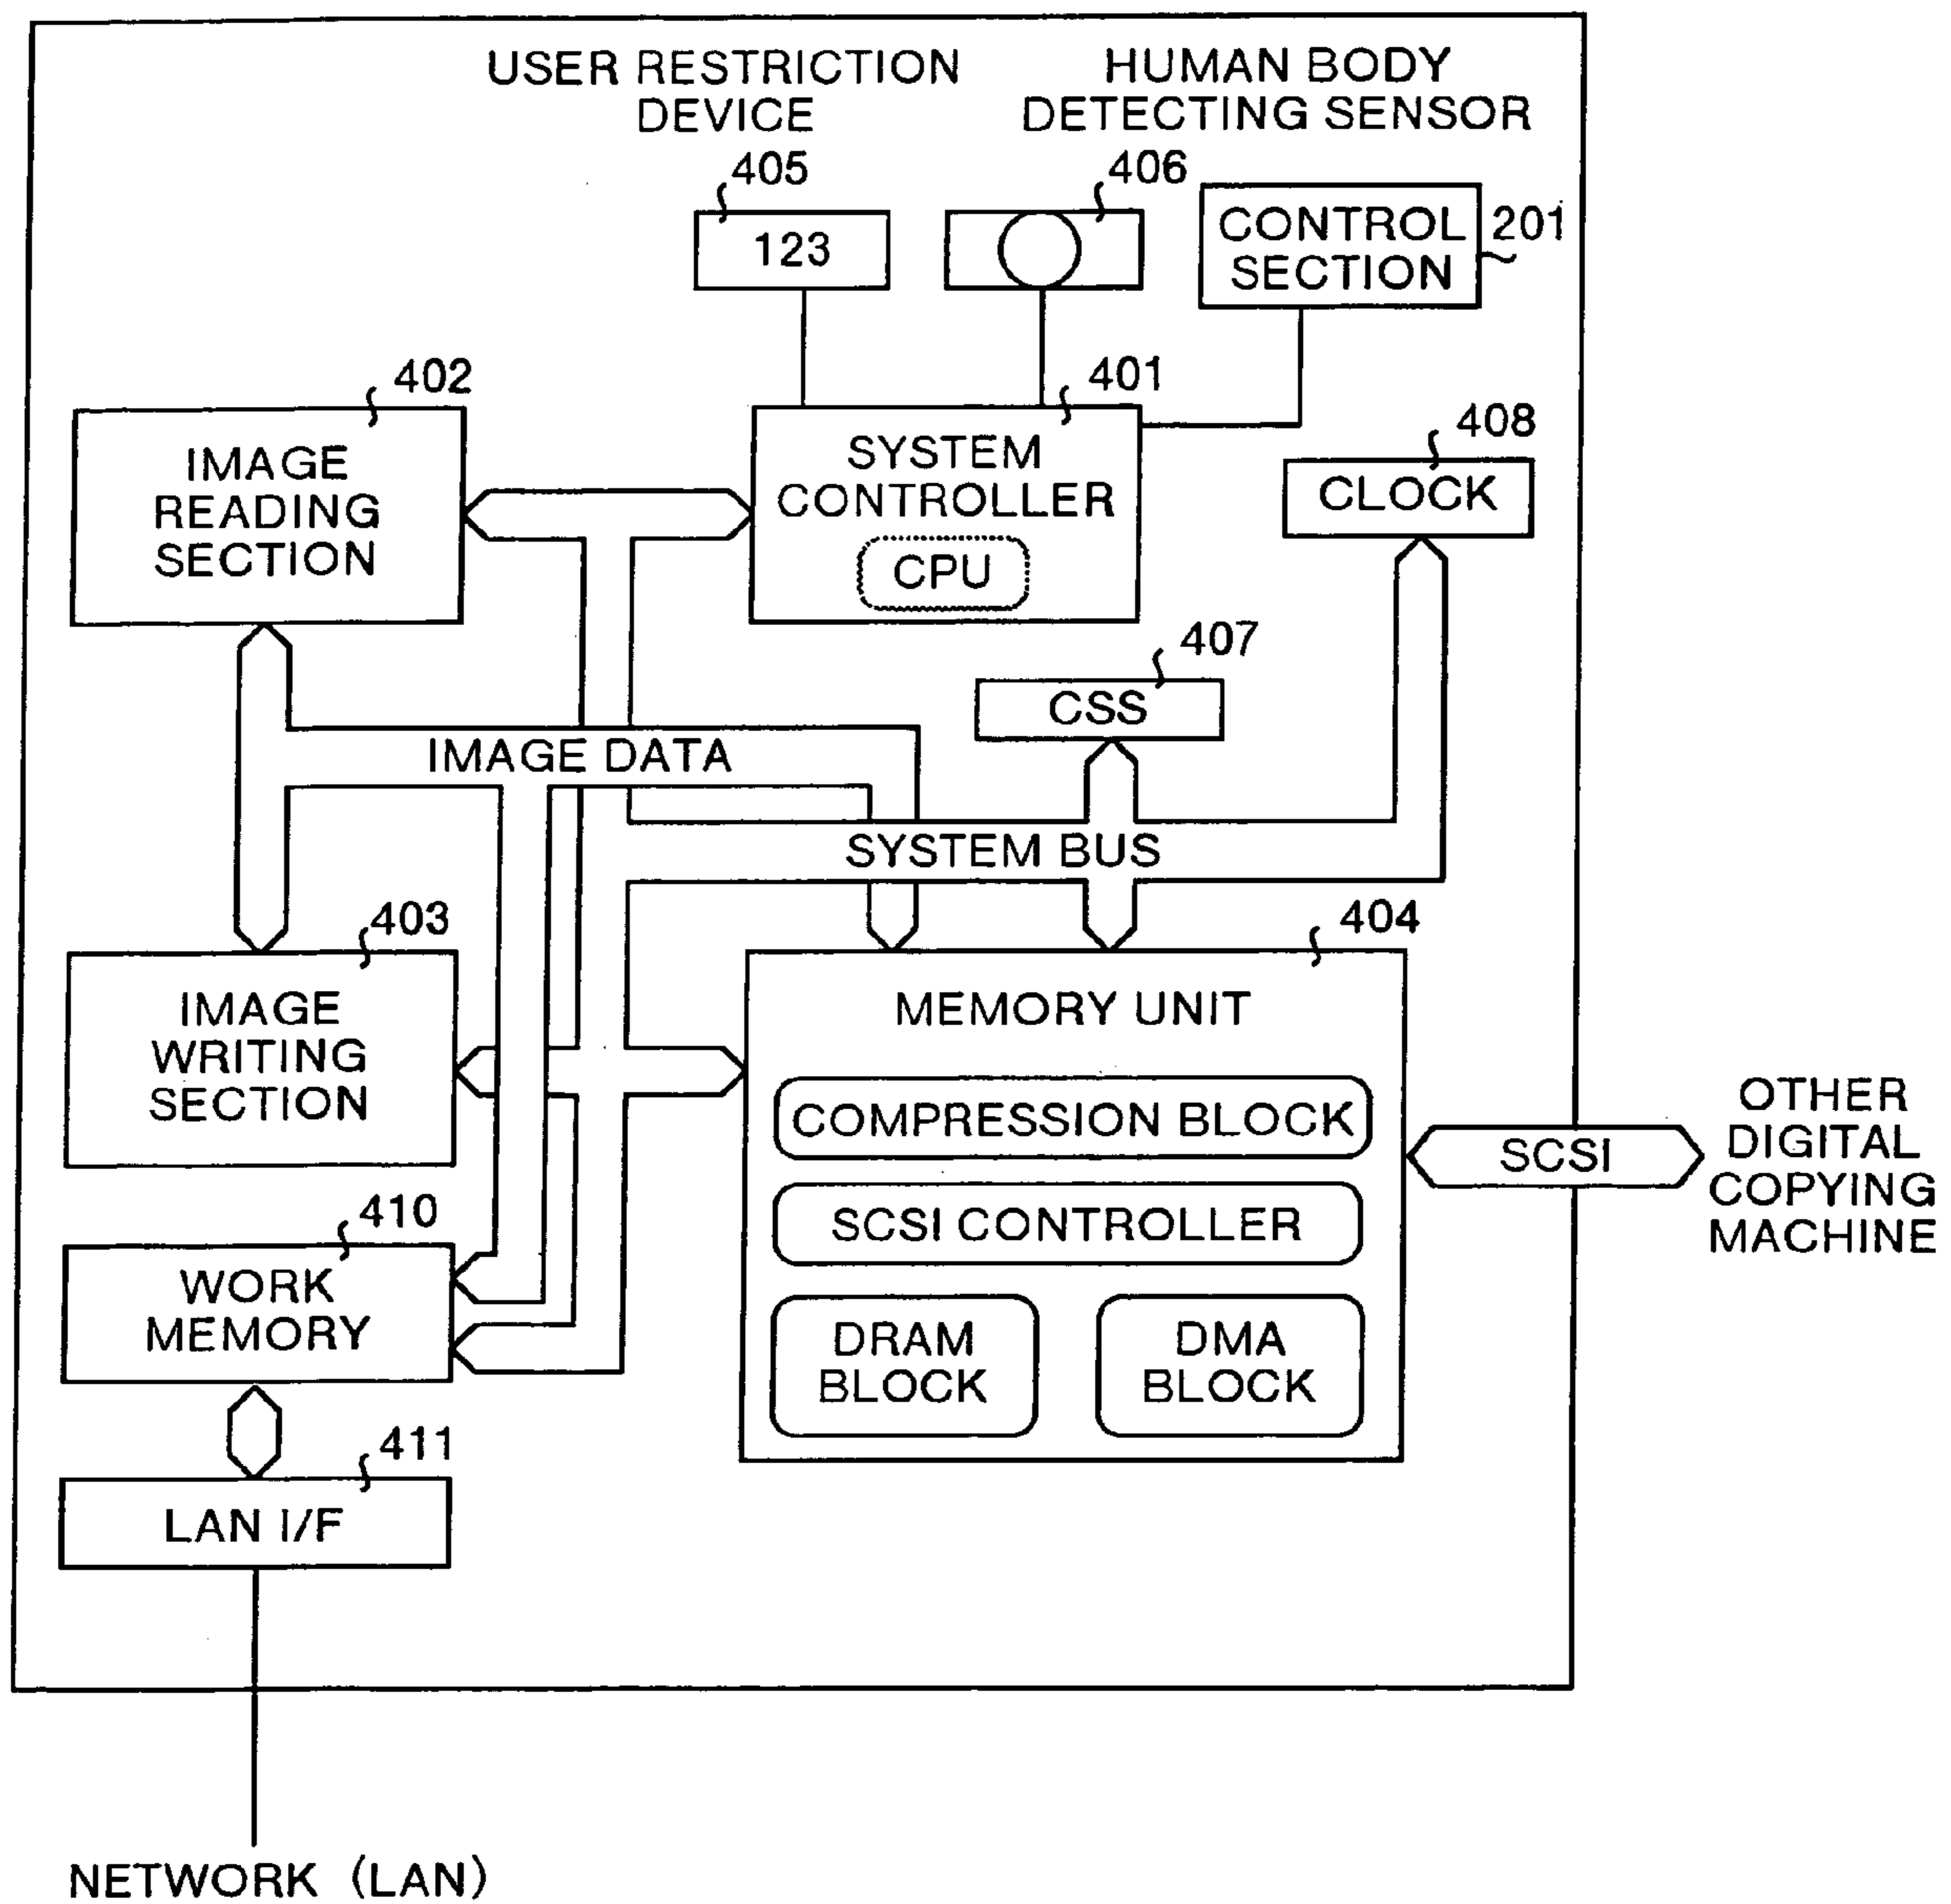 USER RESTRICTION
DEVICE
HUMAN BODY
DETECTING SENSOR
405
406
123
CONTROL
SECTION
201
402
401
408
IMAGE
READING
SECTION
SYSTEM
CONTROLLER
CPU
CLOCK
407
CSS
IMAGE DATA
SYSTEM BUS
403
404
IMAGE
WRITING
SECTION
MEMORY UNIT
COMPRESSION BLOCK
SCSI CONTROLLER
DRAM
BLOCK
DMA
BLOCK
SCSI
OTHER
DIGITAL
COPYING
MACHINE
410
WORK
MEMORY
411
LAN I/F
NETWORK (LAN)